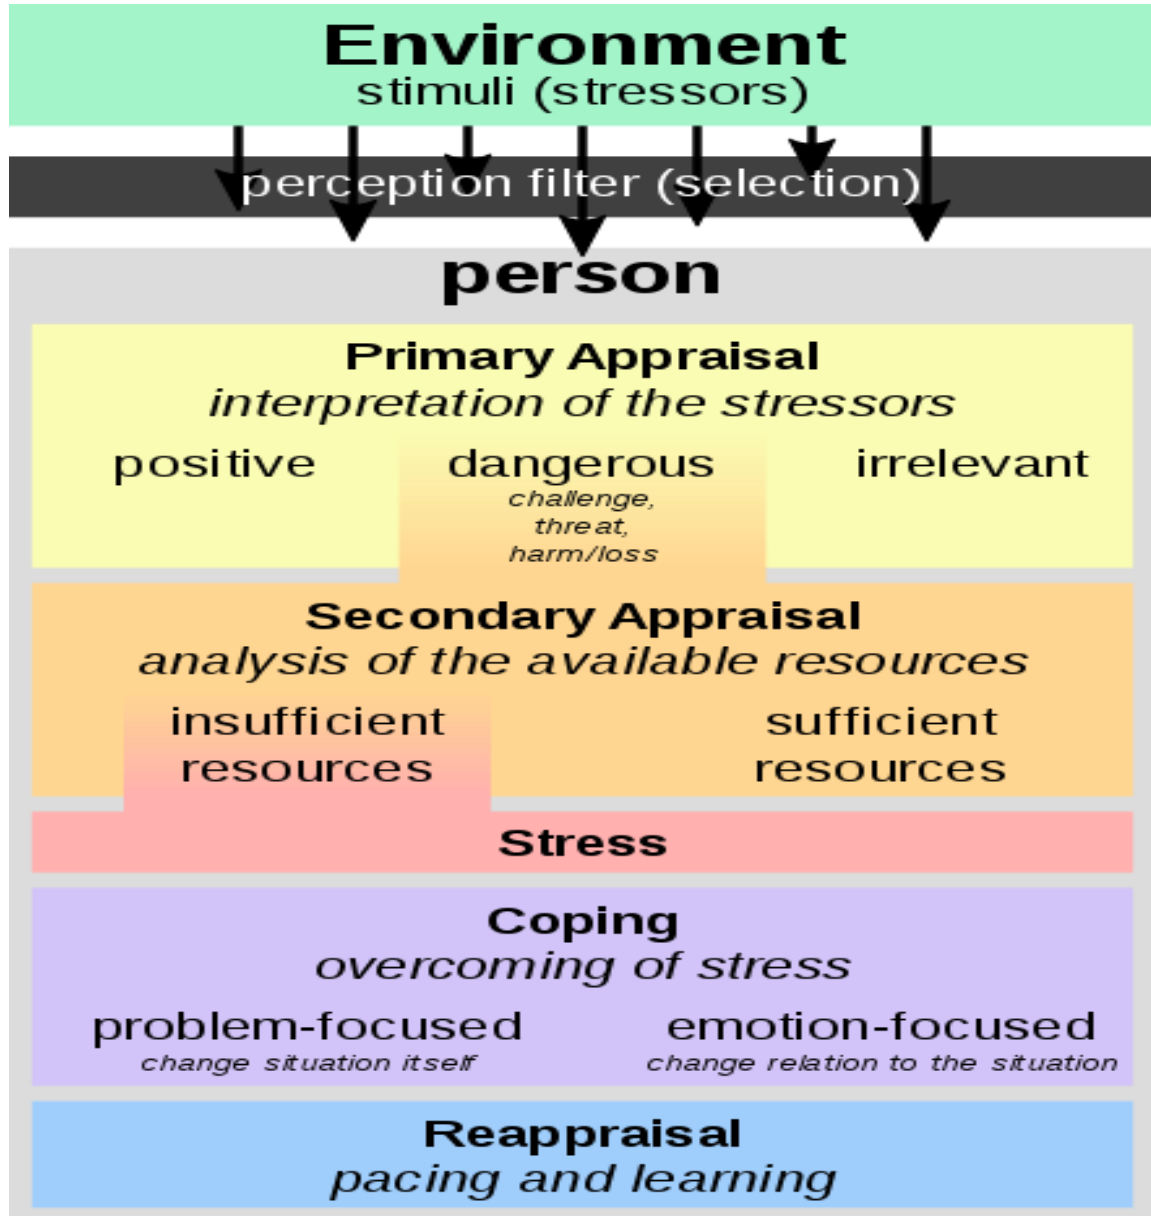 Environment
stimuli (stressors)
perception filter (selection)
person
Primary Appraisal
interpretation of the stressors
positive
dangerous
challenge,
threat,
harm/loss
irrelevant
Secondary Appraisal
analysis of the available resources
insufficient
resources
sufficient
resources
Stress
Coping
overcoming of stress
problem-focused
change situation itself
emotion-focused
change relation to the situation
Reappraisal
pacing and learning